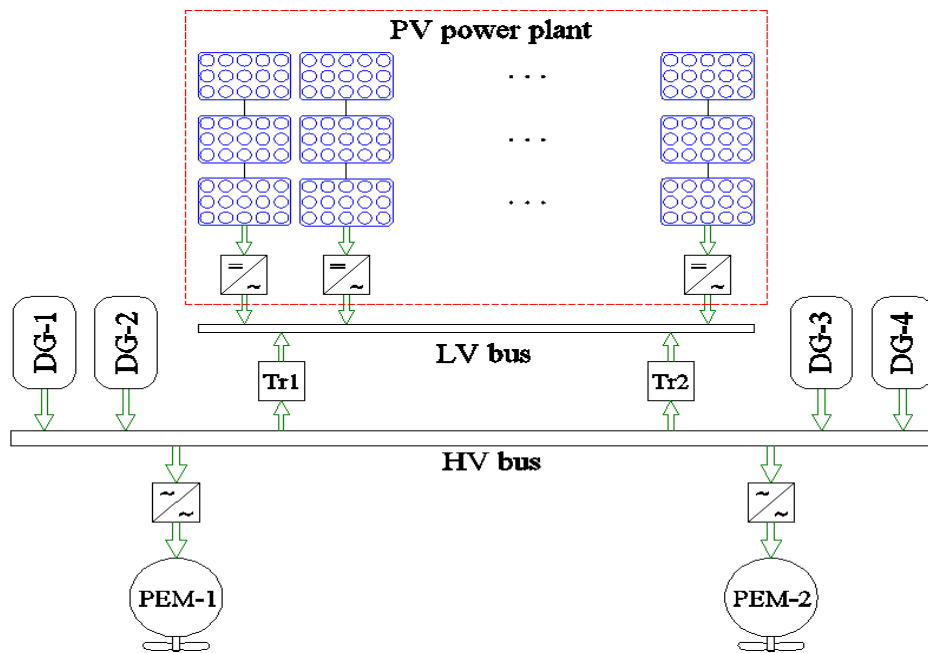 PV power plant
. . .
. . .
. . .
= ~
= ~
= ~
DG-1
DG-2
DG-3
DG-4
LV bus
Tr1
Tr2
HV bus
~ ~
~ ~
PEM-1
PEM-2